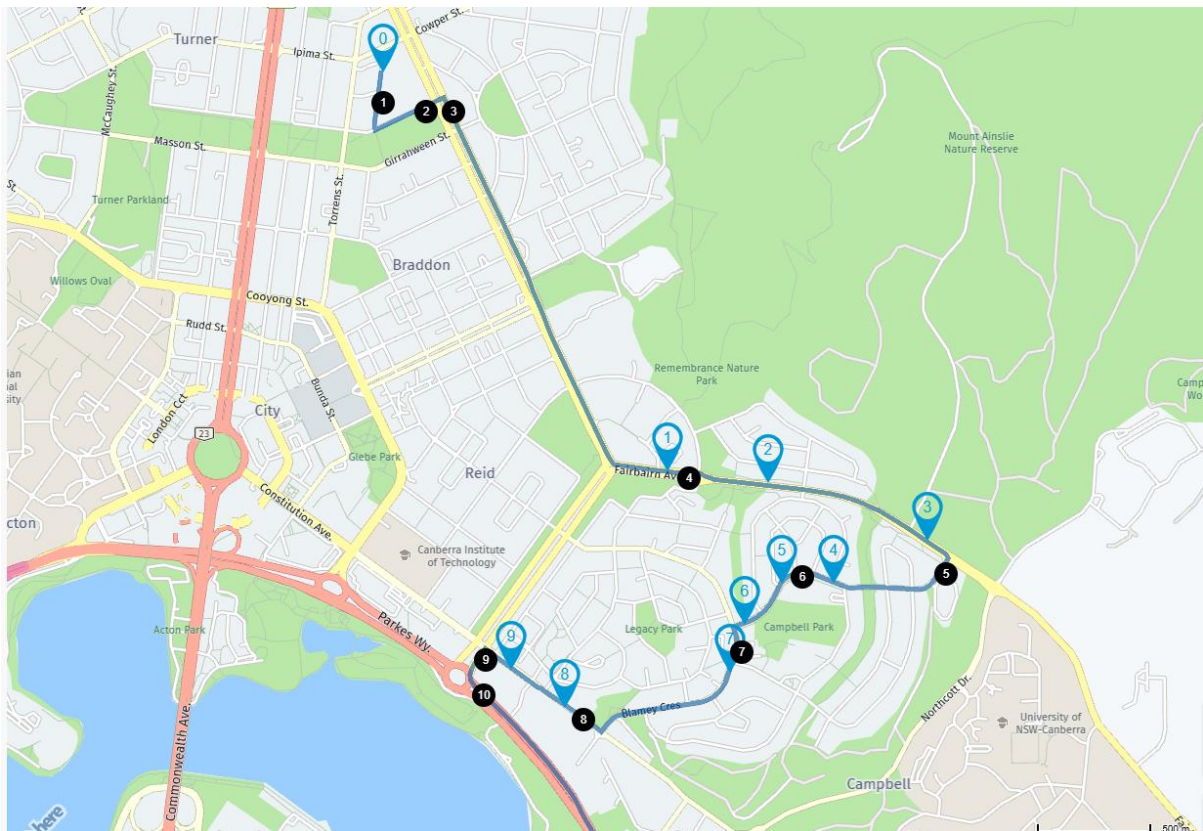 Cowper St.
0
Turner
Ipima St.
McCaughey St.
1
2
3
Masson St.
Girrahween St.
Mount Ainslie
Nature Reserve
Turner Parkland
Torrens St.
Braddon
Willows Oval
Cooyong St.
Rudd St.
Remembrance Nature
Park
Bunda St.
London Cct
City
23
1
2
Glebe Park
Reid
Fairbairn Av
4
Constitution Ave.
3
cton
Canberra Institute
of Technology
5
4
5
6
6
Acton Park
Parkes Wy.
Legacy Park
Campbell Park
9
7
7
9
8
10
8
Blamey Cres
Northcott Dr.
University of
NSW-Canberra
Commonwealth Ave.
Campbell
here
500